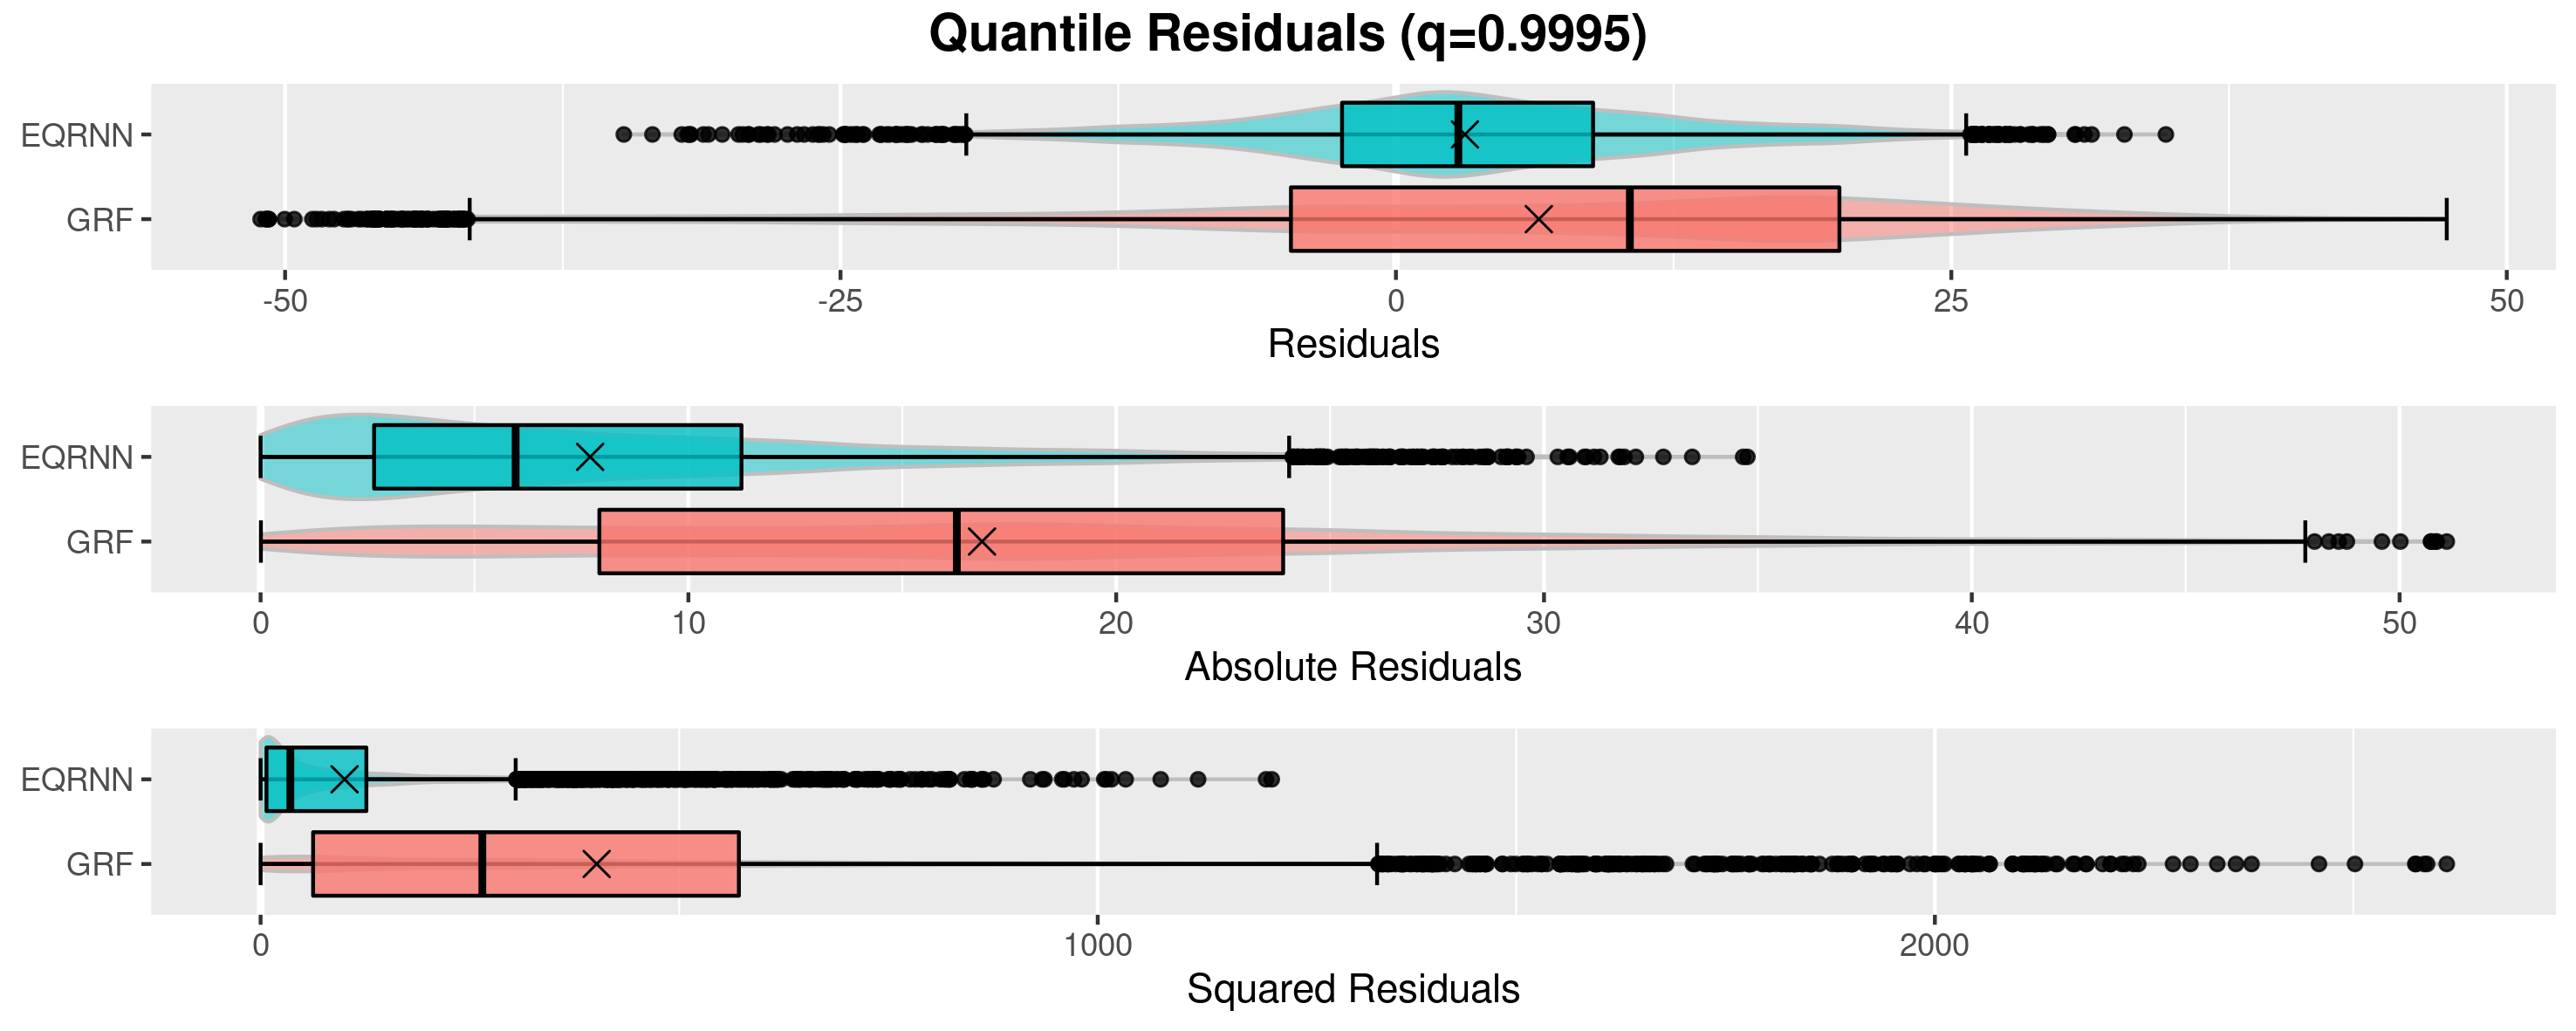 Quantile Residuals (q=0.9995)
EQRNN
GRF
-50 -25 0 25 50
Residuals
EQRNN
GRF
0 10 20 30 40 50
Absolute Residuals
EQRNN
GRF
0 1000 2000
Squared Residuals